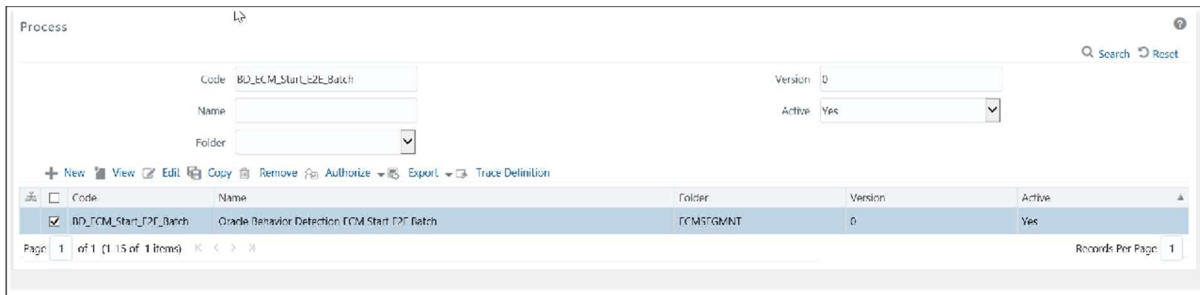 Process
Search Reset
Code BD_ECM_Start_E2E_Batch Version 0
Name Active Yes
Folder
New View Edit Copy Remove Authorize Export Trace Definition
Code Name Folder Version Active
BD_ECM_Start_E2E_Batch Oracle Behavior Detection ECM Start E2E Batch ECMSEGMNT 0 Yes
Page 1 of 1 (1-15 of 1 items) Records Per Page 1